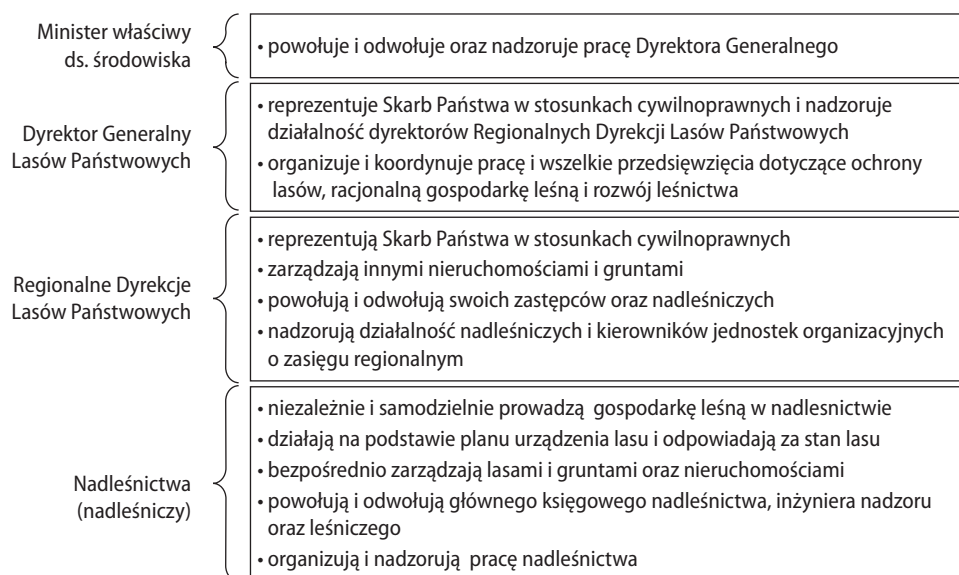 Minister właściwy
ds. środowiska
• powołuje i odwołuje oraz nadzoruje pracę Dyrektora Generalnego
Dyrektor Generalny
Lasów Państwowych
• reprezentuje Skarb Państwa w stosunkach cywilnoprawnych i nadzoruje
działalność dyrektorów Regionalnych Dyrekcji Lasów Państwowych
• organizuje i koordynuje pracę i wszelkie przedsięwzięcia dotyczące ochrony
lasów, racjonalną gospodarkę leśną i rozwój leśnictwa
Regionalne Dyrekcje
Lasów Państwowych
• reprezentują Skarb Państwa w stosunkach cywilnoprawnych
• zarządzają innymi nieruchomościami i gruntami
• powołują i odwołują swoich zastępców oraz nadleśniczych
• nadzorują działalność nadleśniczych i kierowników jednostek organizacyjnych
o zasięgu regionalnym
Nadleśnictwa
(nadleśniczy)
• niezależnie i samodzielnie prowadzą gospodarkę leśną w nadlesnictwie
• działają na podstawie planu urządzenia lasu i odpowiadają za stan lasu
• bezpośrednio zarządzają lasami i gruntami oraz nieruchomościami
• powołują i odwołują głównego księgowego nadleśnictwa, inżyniera nadzoru
oraz leśniczego
• organizują i nadzorują pracę nadleśnictwa